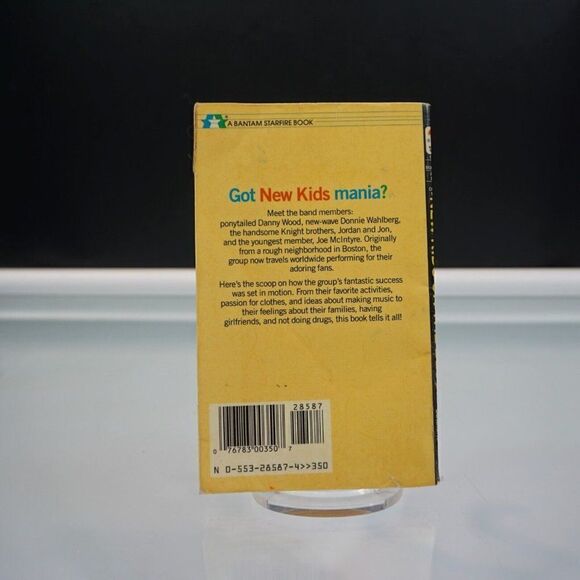 A BANTAM STARFIRE BOOK
Got New Kids mania?
Meet the band members:
ponytailed Danny Wood, new-wave Donnie Wahlberg,
the handsome Knight brothers, Jordan and Jon,
and the youngest member, Joe McIntyre. Originally
from a rough neighborhood in Boston, the
group now travels worldwide performing for their
adoring fans.
Here's the scoop on how the group's fantastic success
was set in motion. From their favorite activities,
passion for clothes, and ideas about making music to
their feelings about their families, having
girlfriends, and not doing drugs, this book tells it all!
28587
0 76783 00350 7
N 0-553-28587-4>>350